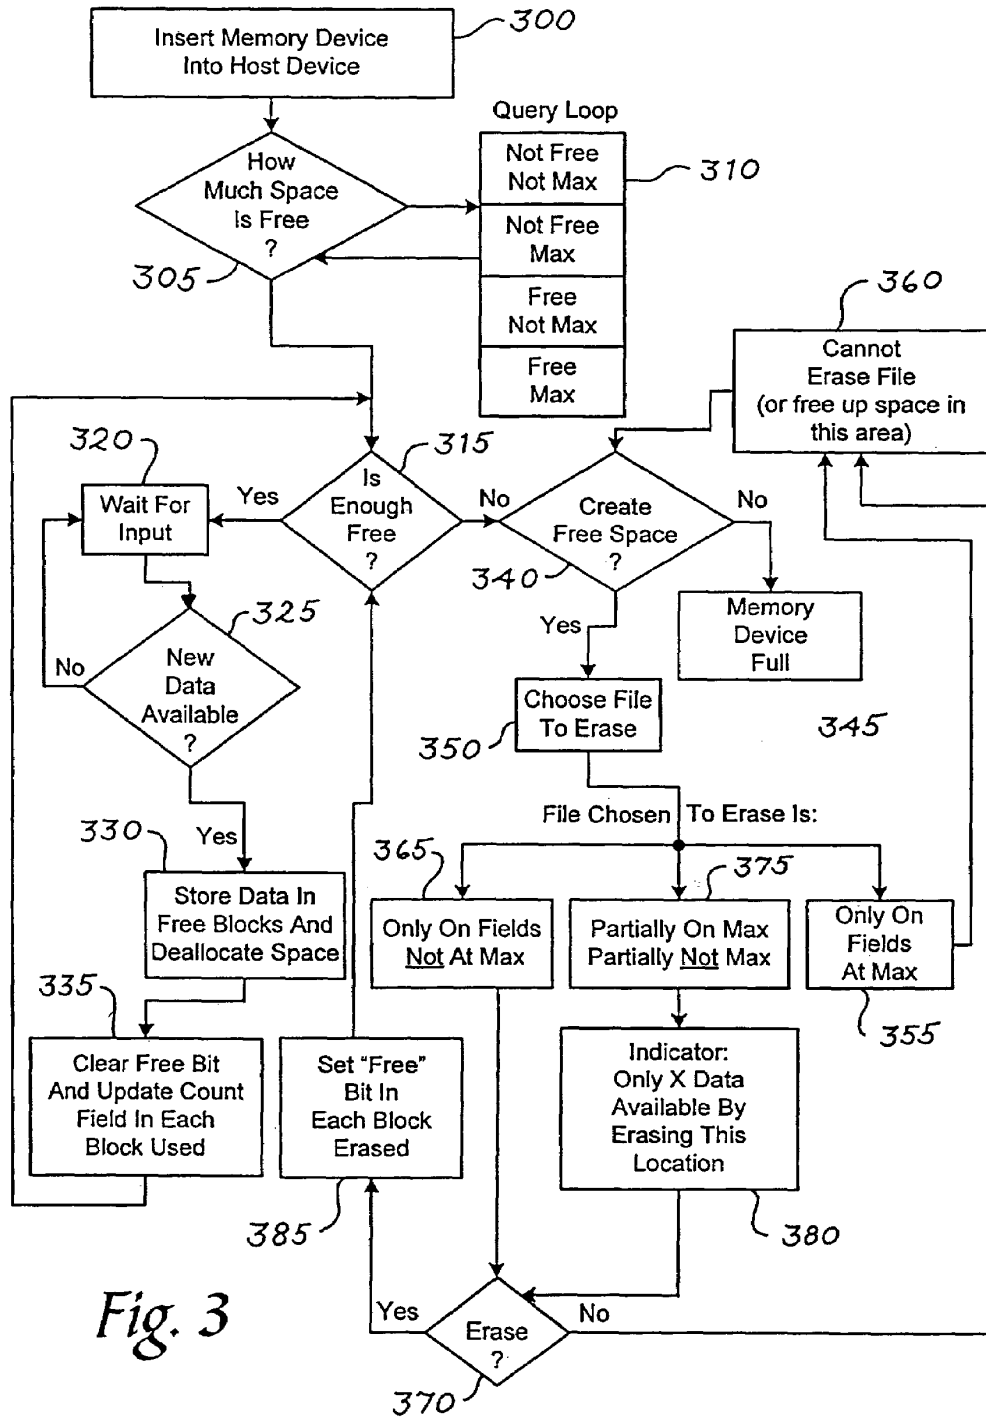 300
Insert Memory Device
Into Host Device
Query Loop
How
Much Space
Is Free
?
305
Not Free
Not Max
310
Not Free
Max
Free
Not Max
Free
Max
360
Cannot
Erase File
(or free up space in
this area)
315
Is
Enough
Free
?
Yes
No
320
Wait For
Input
Create
Free Space
?
340
No
Yes
Memory
Device
Full
345
325
New
Data
Available
?
No
Yes
Choose File
To Erase
350
File Chosen To Erase Is:
330
Store Data In
Free Blocks And
Deallocate Space
365
Only On Fields
Not At Max
375
Partially On Max
Partially Not Max
Only On
Fields
At Max
355
335
Clear Free Bit
And Update Count
Field In Each
Block Used
Set "Free"
Bit In
Each Block
Erased
385
Indicator:
Only X Data
Available By
Erasing This
Location
380
Fig. 3
Yes
Erase
?
No
370